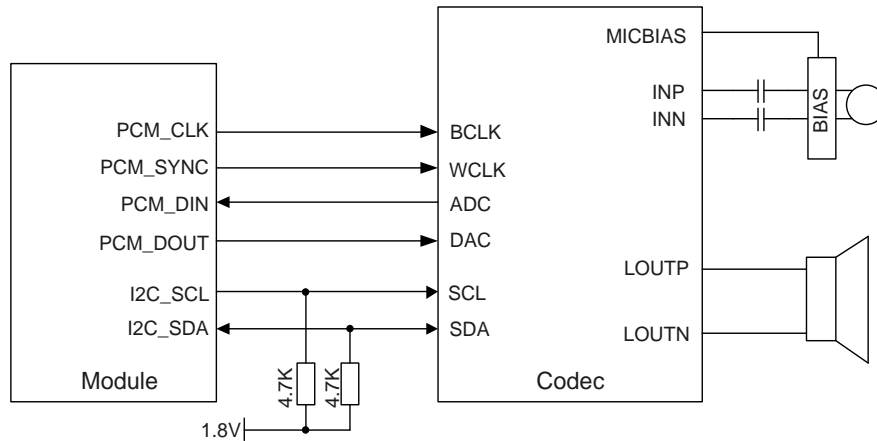 MICBIAS
INP
INN
BIAS
PCM_CLK
BCLK
PCM_SYNC
WCLK
PCM_DIN
ADC
PCM_DOUT
DAC
LOUTP
I2C_SCL
SCL
I2C_SDA
SDA
LOUTN
Module
4.7K
4.7K
Codec
1.8V